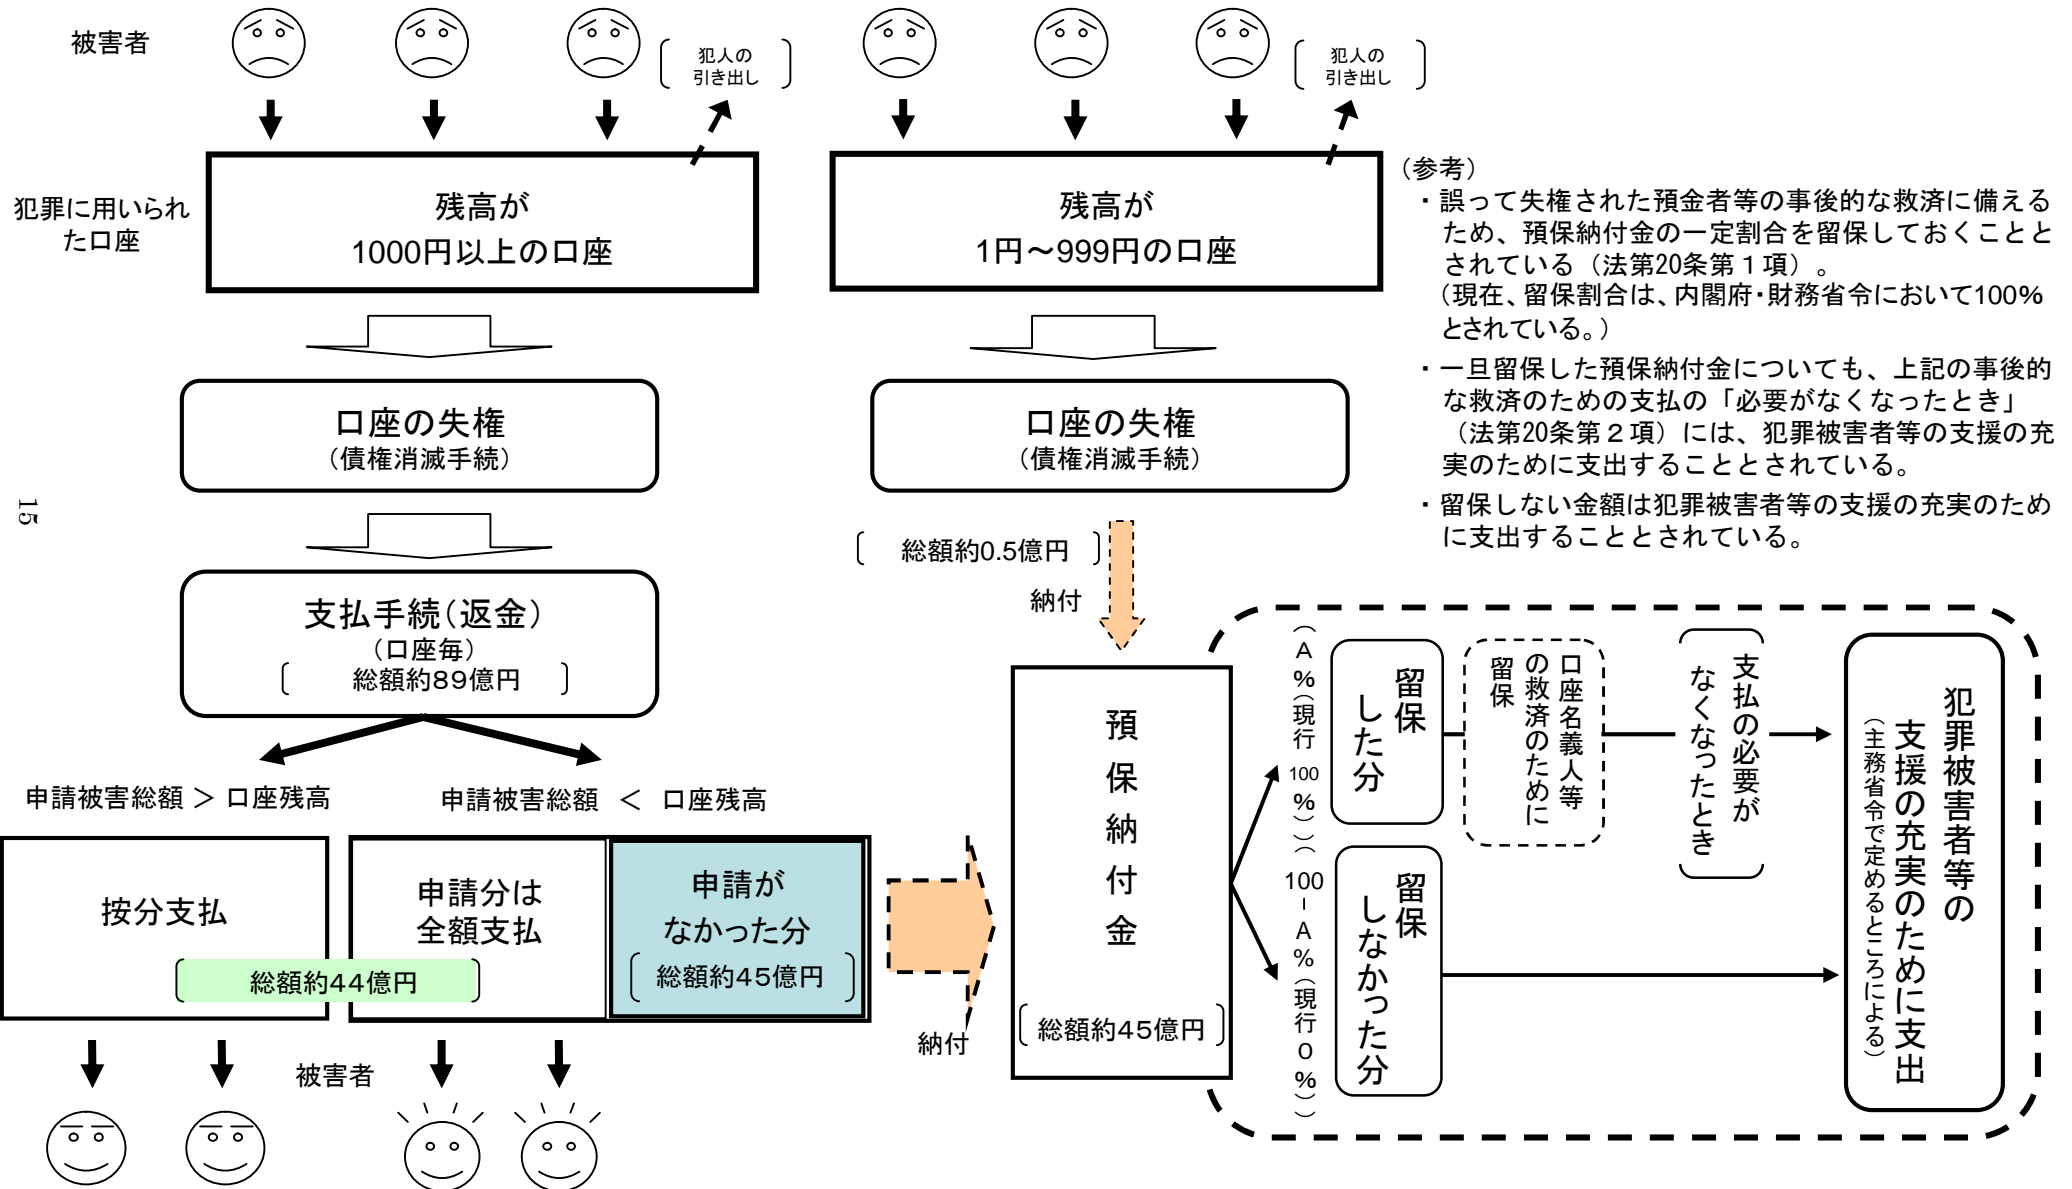 被害者
犯人の
引き出し
犯人の
引き出し
犯罪に用いられ
た口座
残高が
1000円以上の口座
残高が
1円～999円の口座
（参考）
・誤って失権された預金者等の事後的な救済に備える
ため、預保納付金の一定割合を留保しておくことと
されている（法第20条第１項）。
（現在、留保割合は、内閣府・財務省令において100%
とされている。）
・一旦留保した預保納付金についても、上記の事後的
な救済のための支払の「必要がなくなったとき」
（法第20条第２項）には、犯罪被害者等の支援の充
実のために支出することとされている。
・留保しない金額は犯罪被害者等の支援の充実のため
に支出することとされている。
口座の失権
（債権消滅手続）
口座の失権
（債権消滅手続）
15
総額約0.5億円
納付
支払手続（返金）
（口座毎）
総額約89億円
申請被害総額 ＞ 口座残高
申請被害総額 ＜ 口座残高
按分支払
申請分は
全額支払
総額約44億円
申請が
なかった分
総額約45億円
納付
被害者
預保納付金
総額約45億円
（A％（現行100％））
（100-A％（現行0％））
留保
した分
口座名義人等
の救済のために
留保
支払の必要が
なくなったとき
留保
しなかった分
犯罪被害者等の
支援の充実のために支出
（主務省令で定めるところによる）